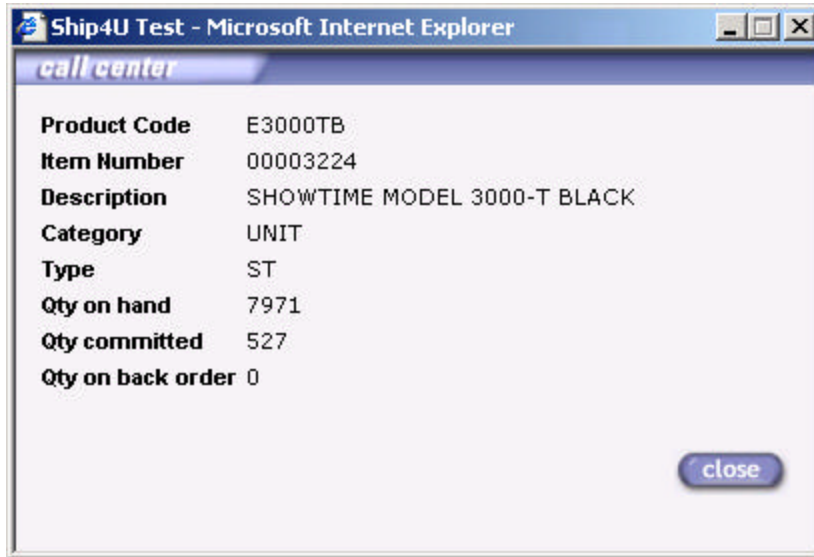 Ship4U Test - Microsoft Internet Explorer
call center
Product Code E3000TB
Item Number 00003224
Description SHOWTIME MODEL 3000-T BLACK
Category UNIT
Type ST
Qty on hand 7971
Qty committed 527
Qty on back order 0
close